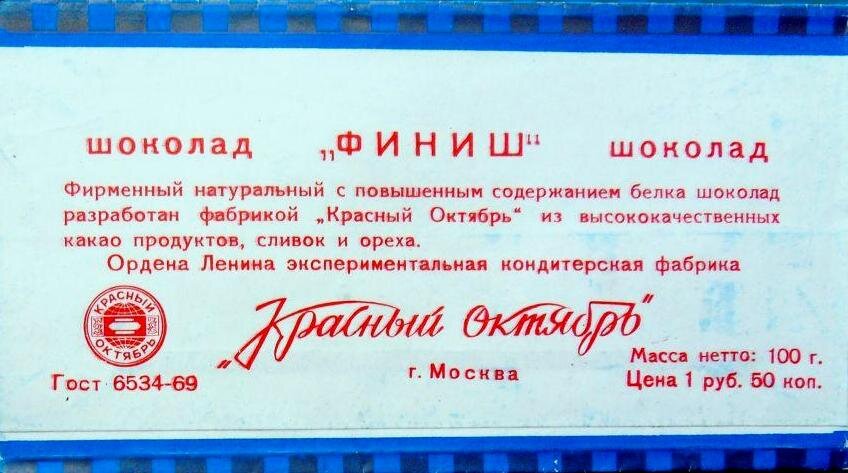 шоколад „ФИНИШ" шоколад
Фирменный натуральный с повышенным содержанием белка шоколад
разработан фабрикой „Красный Октябрь" из высококачественных
какао продуктов, сливок и ореха.
Ордена Ленина экспериментальная кондитерская фабрика
КРАСНЫЙ
ОКТЯБРЬ
„Красный октябрь"
Гост 6534-69
г. Москва
Масса нетто: 100 г.
Цена 1 руб. 50 коп.